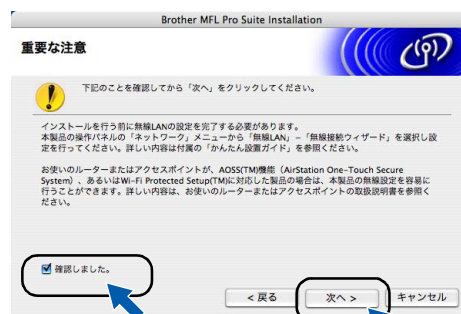 Brother MFL Pro Suite Installation
重要な注意
下記のことを確認してから「次へ」をクリックしてください。
インストールを行う前に無線LANの設定を完了する必要があります。
本製品の操作パネルの「ネットワーク」メニューから「無線LAN」－「無線接続ウィザード」を選択し設
定を行ってください。詳しい内容は付属の「かんたん設置ガイド」を参照ください。
お使いのルーターまたはアクセスポイントが、AOSS(TM)機能（AirStation One-Touch Secure
System）、あるいはWi-Fi Protected Setup(TM)に対応した製品の場合は、本製品の無線設定を容易に
行うことができます。詳しい内容は、お使いのルーターまたはアクセスポイントの取扱説明書を参照く
ださい。
確認しました。
< 戻る 次へ > キャンセル